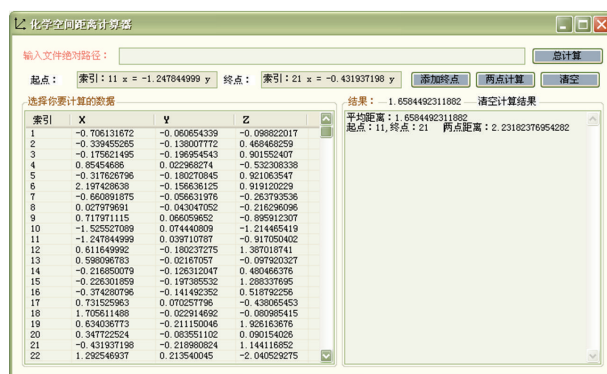 化学空间距离计算器
输入文件绝对路径： 总计算
起点： 索引：11 x = -1.247844999 y 终点： 索引：21 x = -0.431937198 y 添加终点 两点计算 清空
选择你要计算的数据
索引 X Y Z
1 -0.706131672 -0.060654339 -0.098822017
2 -0.339455265 -0.138007772 0.468468259
3 -0.175621495 -0.196954543 0.901552407
4 0.85454686 0.022968274 -0.532308338
5 -0.317626796 -0.180270845 0.921063547
6 2.197428638 -0.156636125 0.919120229
7 -0.660891875 -0.056631976 -0.263793536
8 0.027979691 -0.043047052 -0.216296096
9 0.717971115 0.066059652 -0.895912307
10 -1.525527089 0.074440809 -1.214465419
11 -1.247844999 0.039710787 -0.917050402
12 0.611649992 -0.180237275 1.387018741
13 0.598096783 -0.02167057 -0.097920327
14 -0.216850079 -0.126312047 0.480466376
15 -0.226301859 -0.197385532 1.288337695
16 -0.374280796 -0.141492352 0.518792256
17 0.731525963 0.070257796 -0.438065453
18 1.705611488 -0.022914692 -0.080985415
19 0.634036773 -0.211150046 1.926163676
20 0.347722524 -0.083551102 0.090154026
21 -0.431937198 -0.218980824 1.144116852
22 1.292546937 0.213540045 -2.040529275
结果： 1.6584492311882 清空计算结果
平均距离：1.6584492311882
起点：11,终点：21 两点距离：2.23182376954282